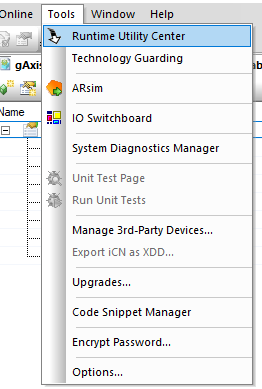 Online Tools Window Help
Runtime Utility Center
gAxis
Technology Guarding
ARsim
Name
IO Switchboard
System Diagnostics Manager
Unit Test Page
Run Unit Tests
Manage 3rd-Party Devices...
Export iCN as XDD...
Upgrades...
Code Snippet Manager
Encrypt Password...
Options...